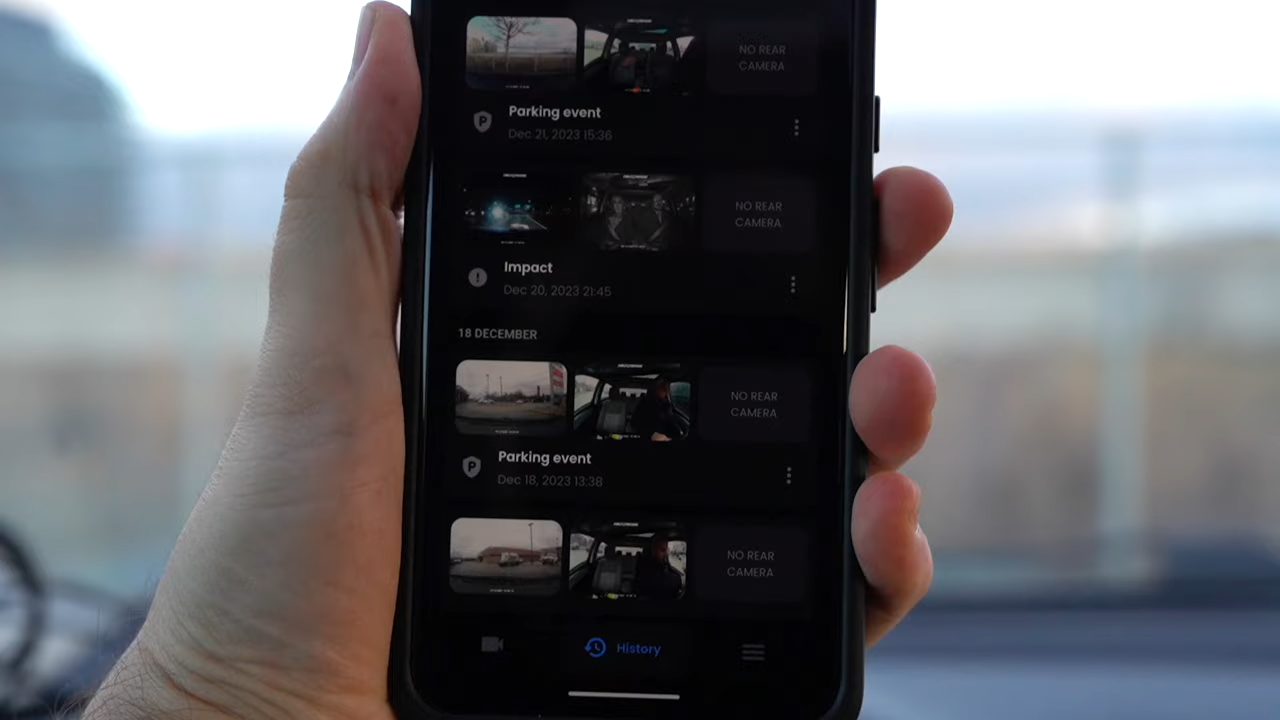 NO REAR
CAMERA
Parking event
Dec 21, 2023 15:36
NO REAR
CAMERA
Impact
Dec 20, 2023 21:45
18 DECEMBER
NO REAR
CAMERA
Parking event
Dec 18, 2023 13:38
NO REAR
CAMERA
History